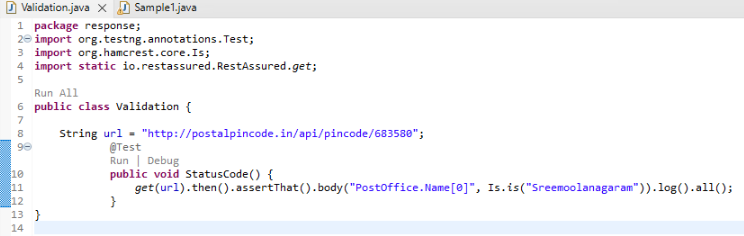 Validation.java Sample1.java
1 package response;
2 import org.testng.annotations.Test;
3 import org.hamcrest.core.Is;
4 import static io.restassured.RestAssured.get;
5
Run All
6 public class Validation {
7
8 String url = "http://postalpincode.in/api/pincode/683580";
9 @Test
Run | Debug
10 public void StatusCode() {
11 get(url).then().assertThat().body("PostOffice.Name[0]", Is.is("Sreemoolanagaram")).log().all();
12 }
13 }
14